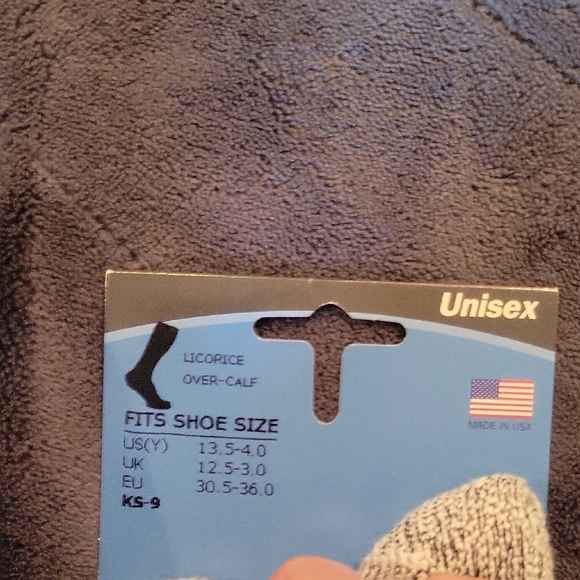 Unisex
LICORICE
OVER-CALF
MADE IN USA
FITS SHOE SIZE
US(Y) 13.5-4.0
UK 12.5-3.0
EU 30.5-36.0
KS-9